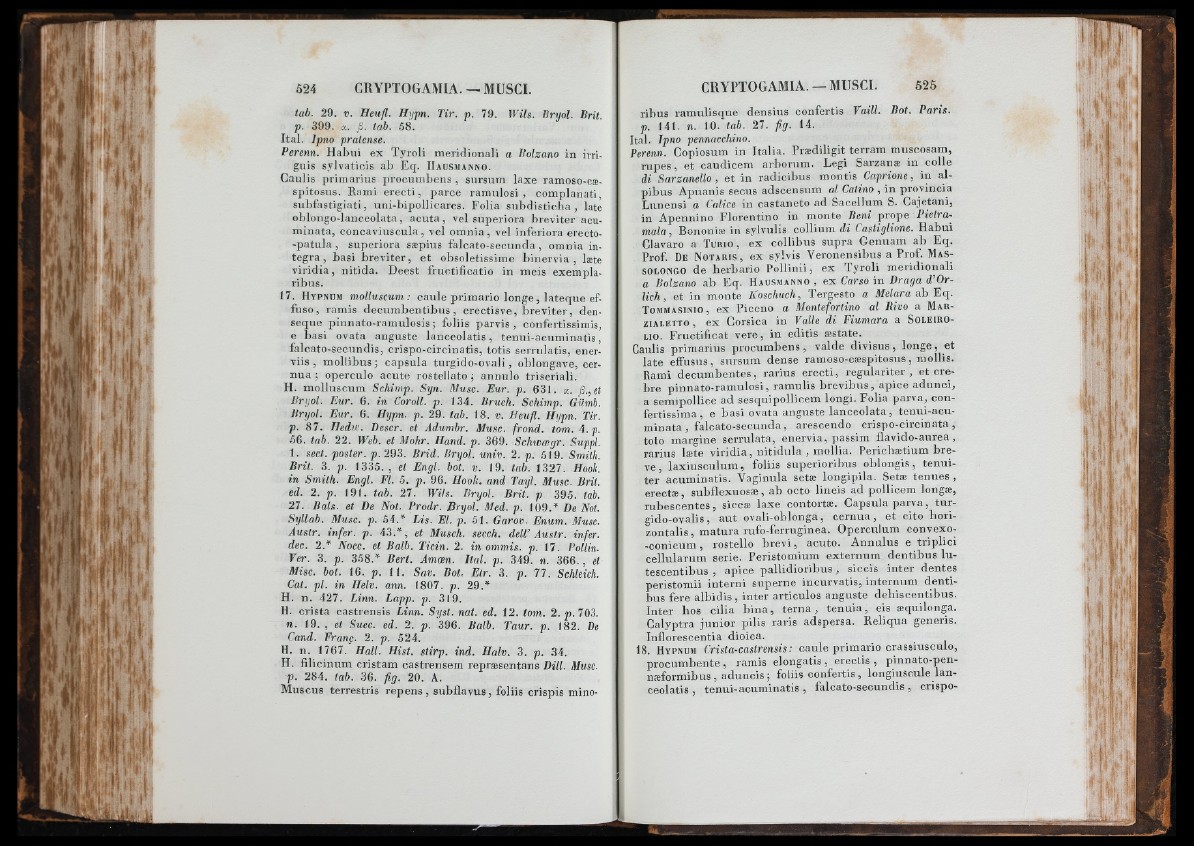 524 CRYPTOGAMIA. — MUSCI.
tab. 29. v. Heufl. Hypn. Tir. p. 79. Wils. Bryol. Brit.
p. 399. α. β. tab. 58.
Ital. Ipno pratense.
Perenn. Habui ex Tyroli meridionali a Bolzano in irri-
guis sylvaticis ab Eq. HAUSMANNO.
Caulis primarius procumbens, sursum laxe ramoso-cæ-
spitosus. Rami erecti, parce ramulosi, complanati,
subfastigiati, uni-bipollicares. Folia subdisticha, late
oblongo-lanceolata, acuta, vel superiora breviter acu-
minata, concaviuscula, vel omnia, vel inferiora erecto-
-patula, superiora sæpius falcato-secunda, omnia in-
tegra, basi breviter, et obsoletissime binervia, læte
viridia, nitida. Deest fructificatio in meis exempla-
ribus.
17. HYPNUM molluscum: caule primario longe, lateque ef-
fuso, ramis decumbentibus, erectisve, breviter, den-
seque pinnato-ramulosis; foliis parvis, confertissimis,
e basi ovata anguste lanceolatis, tenui-acuminatis,
falcato-secundis, crispo-circinatis, totis serrulatis, ener-
viis, mollibus; capsula turgido-ovali, oblongave, cer-
nua; operculo acute rostellato; annulo triseriali.
H. molluscum Schimp. Syn. Musc. Eur. p. 631. α. β., et
Bryol. Eur. 6. in Coroll. p. 134. Bruch. Schimp. Gümb.
Bryol. Eur. 6. Hypn. p. 29. tab. 18. v. Heufl. Hypn. Tir.
p. 87. Hedw. Descr. et Adumbr. Musc. frond. tom. 4. p.
56. tab. 22. Web. et Mohr. Hand. p. 369. Schwægr. Suppl.
1. sect. poster. p. 293. Brid. Bryol. univ. 2. p. 519. Smith.
Brit. 3. p. 1335., et Engl. bot. v. 19. tab. 1327. Hook.
in Smith. Engl. Fl. 5. p. 96. Hook. and Tayl. Musc. Brit.
ed. 2. p. 191. tab. 27. Wils. Bryol. Brit. p 395. tab.
27. Bals. et De Not. Prodr. Bryol. Med. p. 109.* De Not.
Syllab. Musc. p. 54.* Lis. El. p. 51. Garov. Enum. Musc.
Austr. infer. p. 43.*, et Musch. secch. dell' Austr. infer.
dec. 2.* Nocc. et Balb. Ticin. 2. in ommis. p. 17. Pollin.
Ver. 3. p. 358.* Bert. Amœn. Ital. p. 349. n. 366., et
Misc. bot. 16. p. 11. Sav. Bot. Etr. 3. p. 77. Schleich.
Cat. pl. in Helv. ann. 1807. p. 29.*
H. n. 427. Linn. Lapp. p. 319.
H. crista castrensis Linn. Syst. nat. ed. 12. tom. 2. p. 703.
n. 19., et Suec. ed. 2. p. 396. Balb. Taur. p. 182. De
Cand. Franç. 2. p. 524.
H. n. 1767. Hall. Hist. stirp. ind. Halv. 3. p. 34.
H. filicinum cristam castrensem repræsentans Dill. Musc.
p. 284. tab. 36. fig. 20. A.
Muscus terrestris repens, subflavus, foliis crispis mino-
CRYPTOGAMIA. — MUSCI. 525
ribus ramulisque densius confertis Vaill. Bot. Paris.
p. 141. n. 10. tab. 27. fig. 14.
Ital. Ipno pennacchino.
Perenn. Copiosum in Italia. Prædiligit terram muscosam,
rupes, et caudicem arborum. Legi Sarzanæ in colle
di Sarzanello, et in radicibus montis Caprione, in al-
pibus Apuanis secus adscensum al Catino, in provincia
Lunensi a Calice in castaneto ad Sacellum S. Cajetani,
in Apennino Florentino in monte Beni prope Pietra-
mala, Bononiæ in sylvulis collium di Castiglione. Habui
Clavaro a TURIO, ex collibus supra Genuam ab Eq.
Prof. DE NOTARIS, ex sylvis Veronensibus a Prof. MAS-
SOLONGO de herbario Pollinii, ex Tyroli meridionali
a Bolzano ab Eq. HAUSMANNO, ex Carso in Draga d'Or-
lich, et in monte Koschuch, Tergesto a Melara ab Eq.
TOMMASINIO, ex Piceno a Montefortino al Rivo a MAR-
ZIALETTO, ex Corsica in Valle di Fiumara a SOLEIRO-
LIO. Fructificat vere, in editis æstate.
Caulis primarius procumbens, valde divisus, longe, et
late effusus, sursum dense ramoso-cæspitosus, mollis.
Rami decumbentes, rarius erecti, regulariter, et cre-
bre pinnato-ramulosi, ramulis brevibus, apice adunci,
a semipollice ad sesquipollicem longi. Folia parva, con-
fertissima, e basi ovata anguste lanceolata, tenui-acu-
minata, falcato-secunda, arescendo crispo-circinata,
toto margine serrulata, enervia, passim flavido-aurea,
rarius læte viridia, nitidula, mollia. Perichætium bre-
ve, laxiusculum, foliis superioribus oblongis, tenui-
ter acuminatis. Vaginula setæ longipila. Setæ tenues,
erectæ, subflexuosæ, ab octo lineis ad pollicem longæ,
rubescentes, siccæ laxe contortæ. Capsula parva, tur-
gido-ovalis, aut ovali-oblonga, cernua, et cito hori-
zontalis, matura rufo-ferruginea. Operculum convexo-
-conicum, rostello brevi, acuto. Annulus e triplici
cellularum serie. Peristomium externum dentibus lu-
tescentibus, apice pallidioribus, siccis inter dentes
peristomii interni superne incurvatis, internum denti-
bus fere albidis, inter articulos anguste dehiscentibus.
Inter hos cilia bina, terna, tenuia, eis æquilonga.
Calyptra junior pilis raris adspersa. Reliqua generis.
Inflorescentia dioica.
18. HYPNUM Crista-castrensis: caule primario crassiusculo,
procumbente, ramis elongatis, erectis, pinnato-pen-
næformibus, aduncis; foliis confertis, longiuscule lan-
ceolatis, tenui-acuminatis, falcato-secundis, crispo-